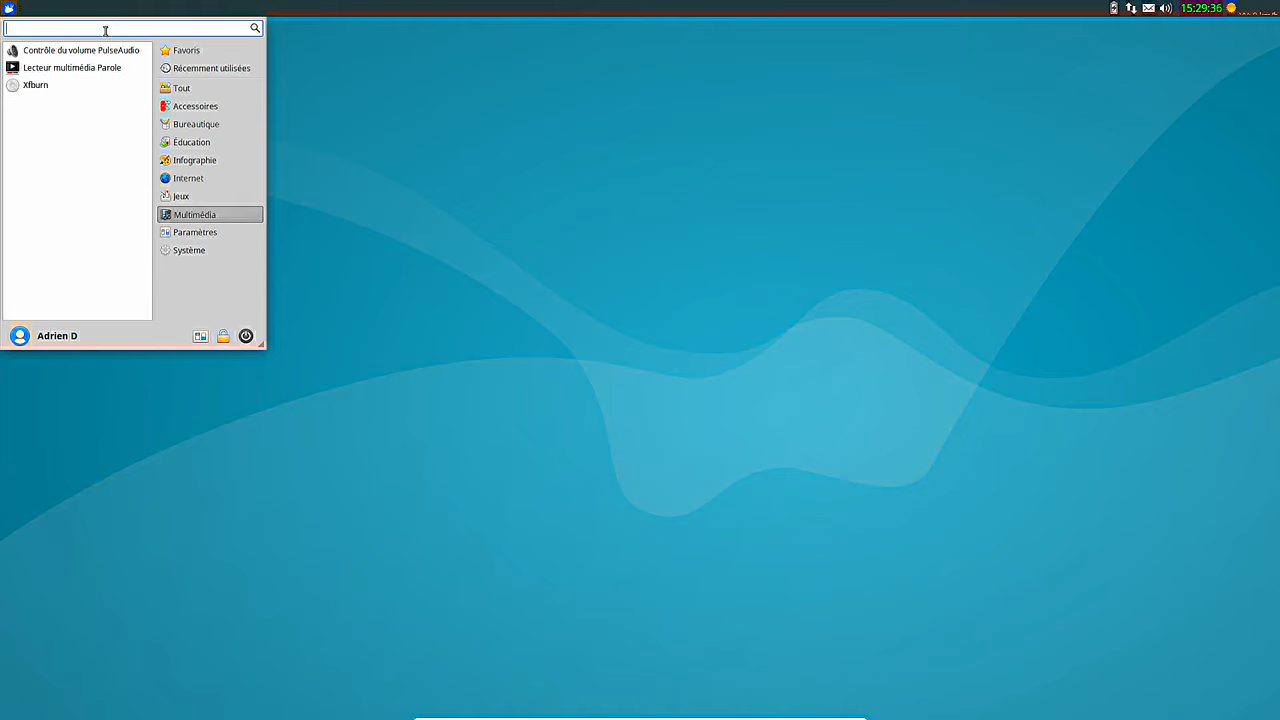 15:29:36
Contrôle du volume PulseAudio
Lecteur multimédia Parole
Xfburn
Favoris
Récemment utilisées
Tout
Accessoires
Bureautique
Éducation
Infographie
Internet
Jeux
Multimédia
Paramètres
Système
Adrien D